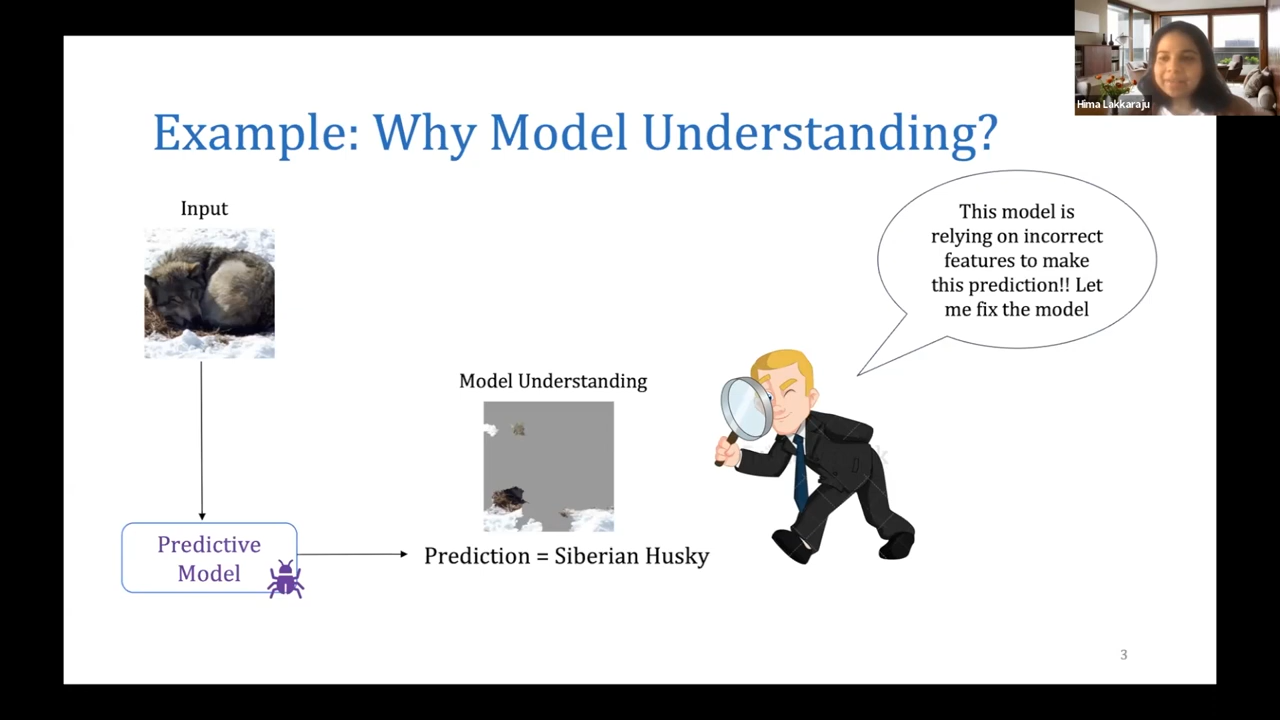 Hima Lakkaraju
Example: Why Model Understanding?
Input
This model is
relying on incorrect
features to make
this prediction!! Let
me fix the model
Model Understanding
Predictive
Model
Prediction = Siberian Husky
3